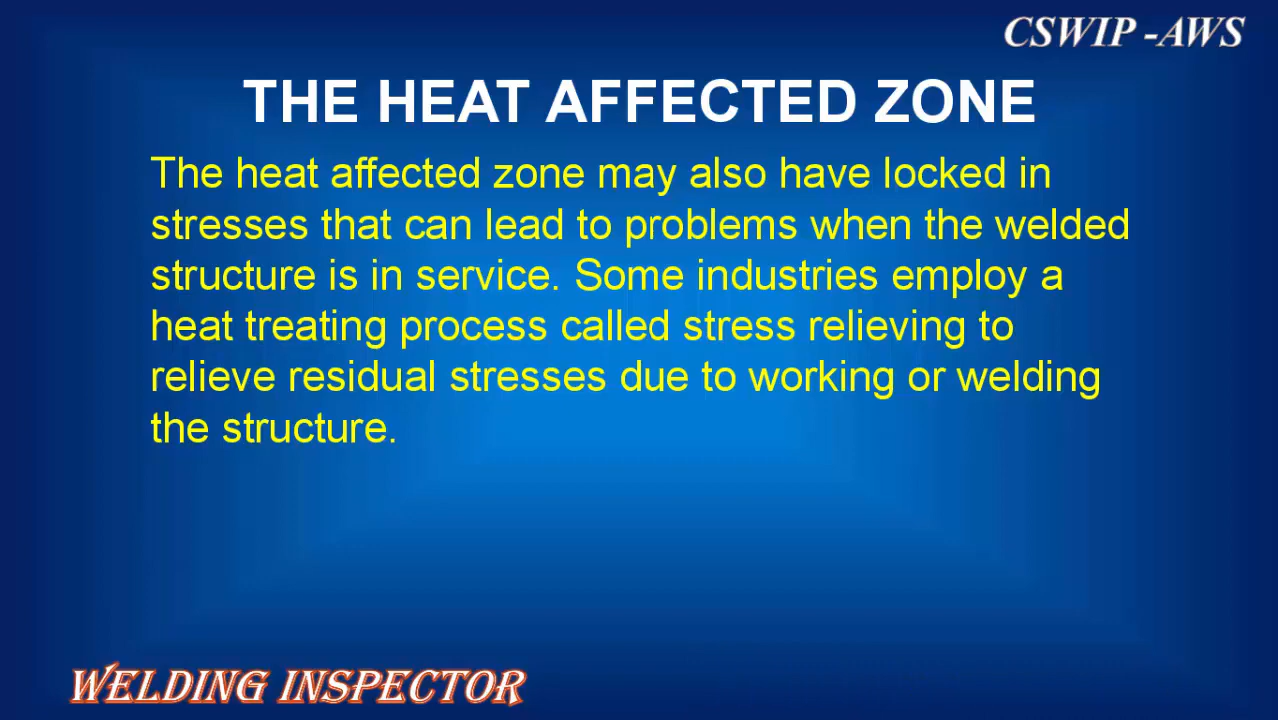 CSWIP -AWS
THE HEAT AFFECTED ZONE
The heat affected zone may also have locked in
stresses that can lead to problems when the welded
structure is in service. Some industries employ a
heat treating process called stress relieving to
relieve residual stresses due to working or welding
the structure.
WELDING INSPECTOR